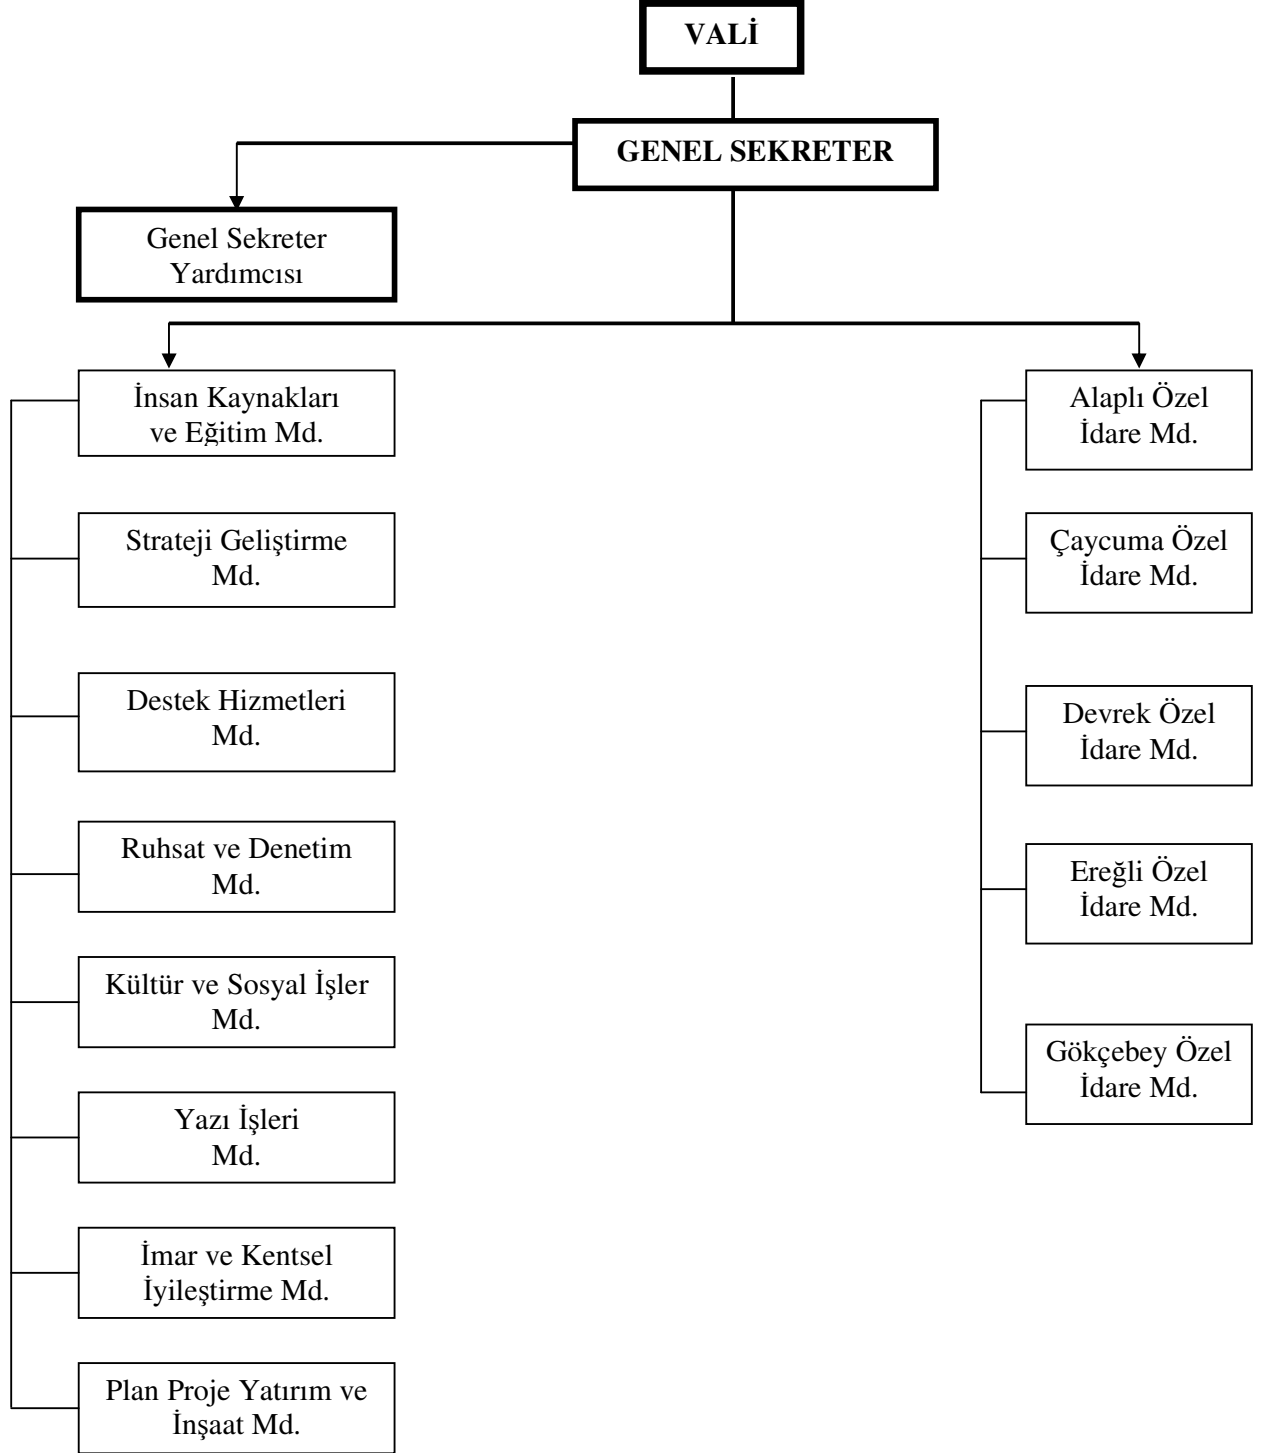 VALİ
GENEL SEKRETER
Genel Sekreter
Yardımcısı
İnsan Kaynakları
ve Eğitim Md.
Strateji Geliştirme
Md.
Destek Hizmetleri
Md.
Ruhsat ve Denetim
Md.
Kültür ve Sosyal İşler
Md.
Yazı İşleri
Md.
İmar ve Kentsel
İyileştirme Md.
Plan Proje Yatırım ve
İnşaat Md.
Alaplı Özel
İdare Md.
Çaycuma Özel
İdare Md.
Devrek Özel
İdare Md.
Ereğli Özel
İdare Md.
Gökçebey Özel
İdare Md.